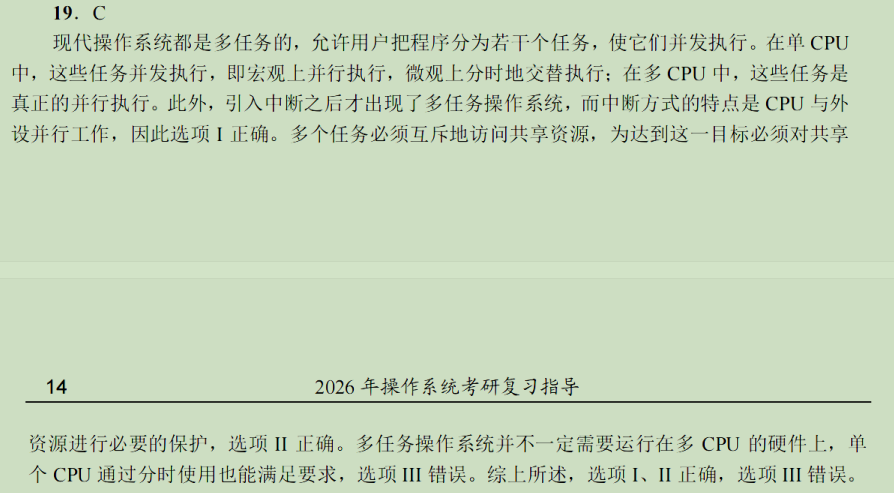 19. C
现代操作系统都是多任务的，允许用户把程序分为若干个任务，使它们并发执行。在单 CPU
中，这些任务并发执行，即宏观上并行执行，微观上分时地交替执行；在多 CPU 中，这些任务是
真正的并行执行。此外，引入中断之后才出现了多任务操作系统，而中断方式的特点是 CPU 与外
设并行工作，因此选项 I 正确。多个任务必须互斥地访问共享资源，为达到这一目标必须对共享
14 2026 年操作系统考研复习指导
资源进行必要的保护，选项 II 正确。多任务操作系统并不一定需要运行在多 CPU 的硬件上，单
个 CPU 通过分时使用也能满足要求，选项 III 错误。综上所述，选项 I、II 正确，选项 III 错误。